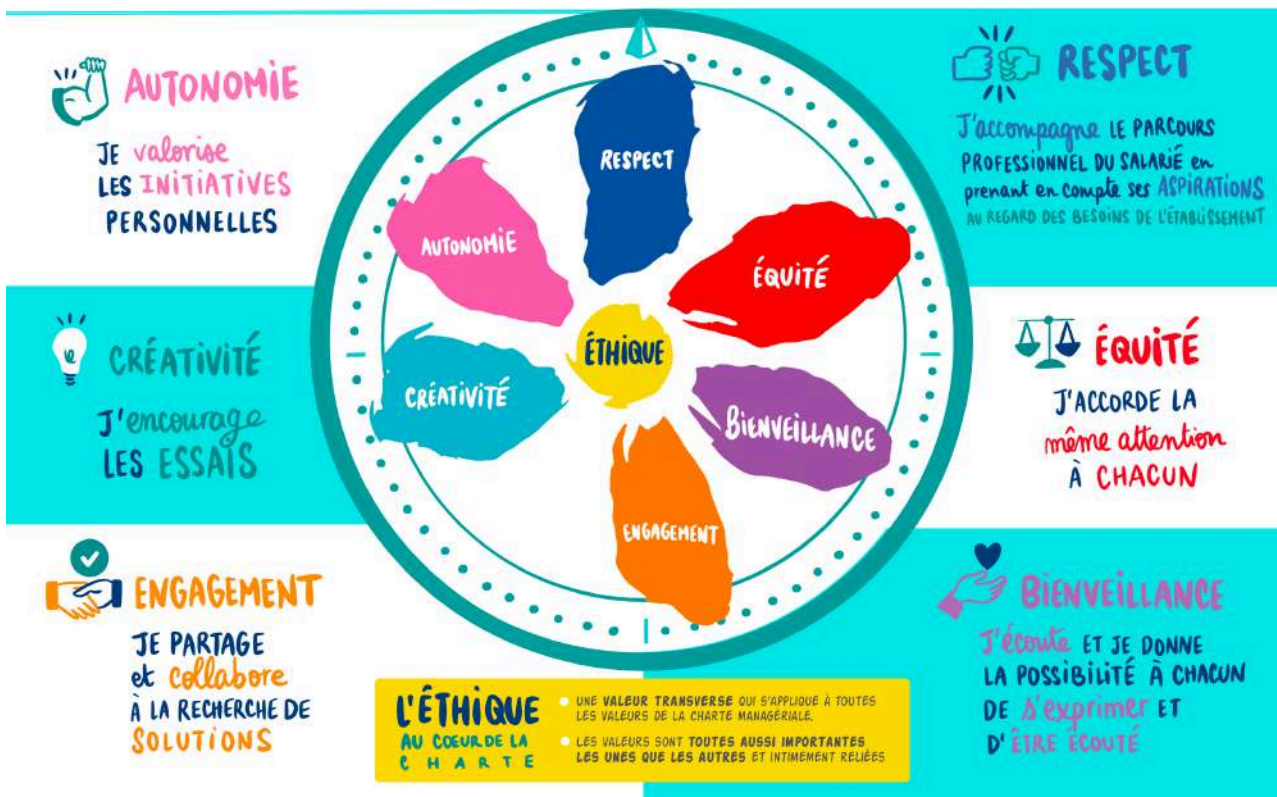 AUTONOMIE
JE valorise
LES INITIATIVES
PERSONNELLES
CRÉATIVITÉ
J'encourage
LES ESSAIS
ENGAGEMENT
JE PARTAGE
et collabore
À LA RECHERCHE DE
SOLUTIONS
RESPECT
AUTONOMIE
ÉQUITÉ
ÉTHIQUE
CRÉATIVITÉ
BIENVEILLANCE
ENGAGEMENT
RESPECT
J'accompagne LE PARCOURS
PROFESSIONNEL DU SALARIÉ en
prenant en compte ses ASPIRATIONS
AU REGARD DES BESOINS DE L'ÉTABLISSEMENT
ÉQUITÉ
J'ACCORDE LA
même attention
À CHACUN
BIENVEILLANCE
J'écoute ET JE DONNE
LA POSSIBILITÉ À CHACUN
DE s'exprimer ET
D'ÊTRE ÉCOUTÉ
L'ÉTHIQUE
AU COEUR DE LA
CHARTE
UNE VALEUR TRANSVERSE QUI S'APPLIQUE À TOUTES
LES VALEURS DE LA CHARTE MANAGÉRIALE.
LES VALEURS SONT TOUTES AUSSI IMPORTANTES
LES UNES QUE LES AUTRES ET INTIMEMENT RELIÉES